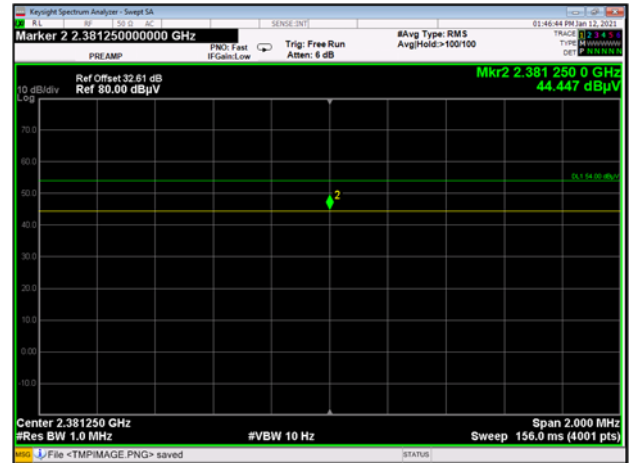 Keysight Spectrum Analyzer - Swept SA
RL RF 50 Ω AC SENSE:INT 01:46:44 PM Jan 12, 2021
Marker 2 2.381250000000 GHz
#Avg Type: RMS
TRACE 1 2 3 4 5 6
PNO: Fast Trig: Free Run
Avg|Hold:>100/100
TYPE M WWWWW
PREAMP IFGain:Low Atten: 6 dB
DET P N N N N N
Mkr2 2.381 250 0 GHz
Ref Offset 32.61 dB
10 dB/div Ref 80.00 dBµV
44.447 dBµV
Log
70.0
60.0
DL1 54.00 dBµV
50.0
2
40.0
30.0
20.0
10.0
0.00
-10.0
Center 2.381250 GHz
Span 2.000 MHz
#Res BW 1.0 MHz #VBW 10 Hz Sweep 156.0 ms (4001 pts)
MSG File <TMPIMAGE.PNG> saved STATUS